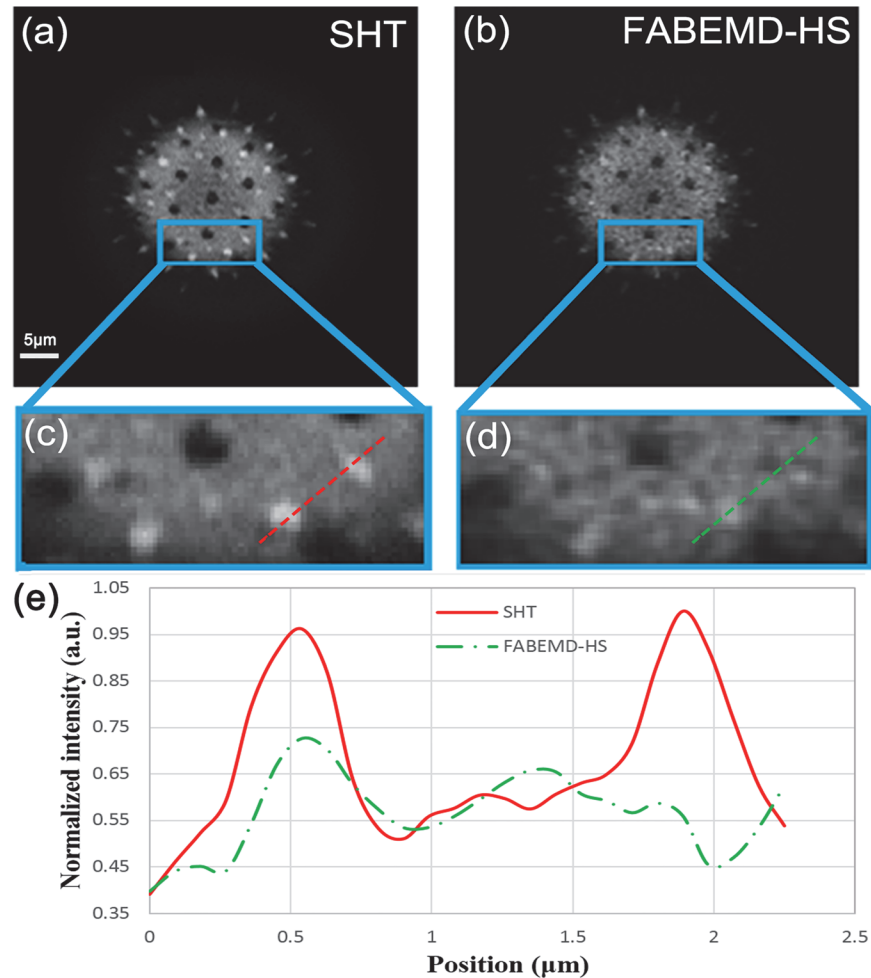 (a) SHT
(b) FABEMD-HS
5μm
(c)
(d)
(e)
1.05
0.95
0.85
0.75
0.65
0.55
0.45
0.35
Normalized intensity (a.u.)
SHT
FABEMD-HS
0 0.5 1 1.5 2 2.5
Position (μm)